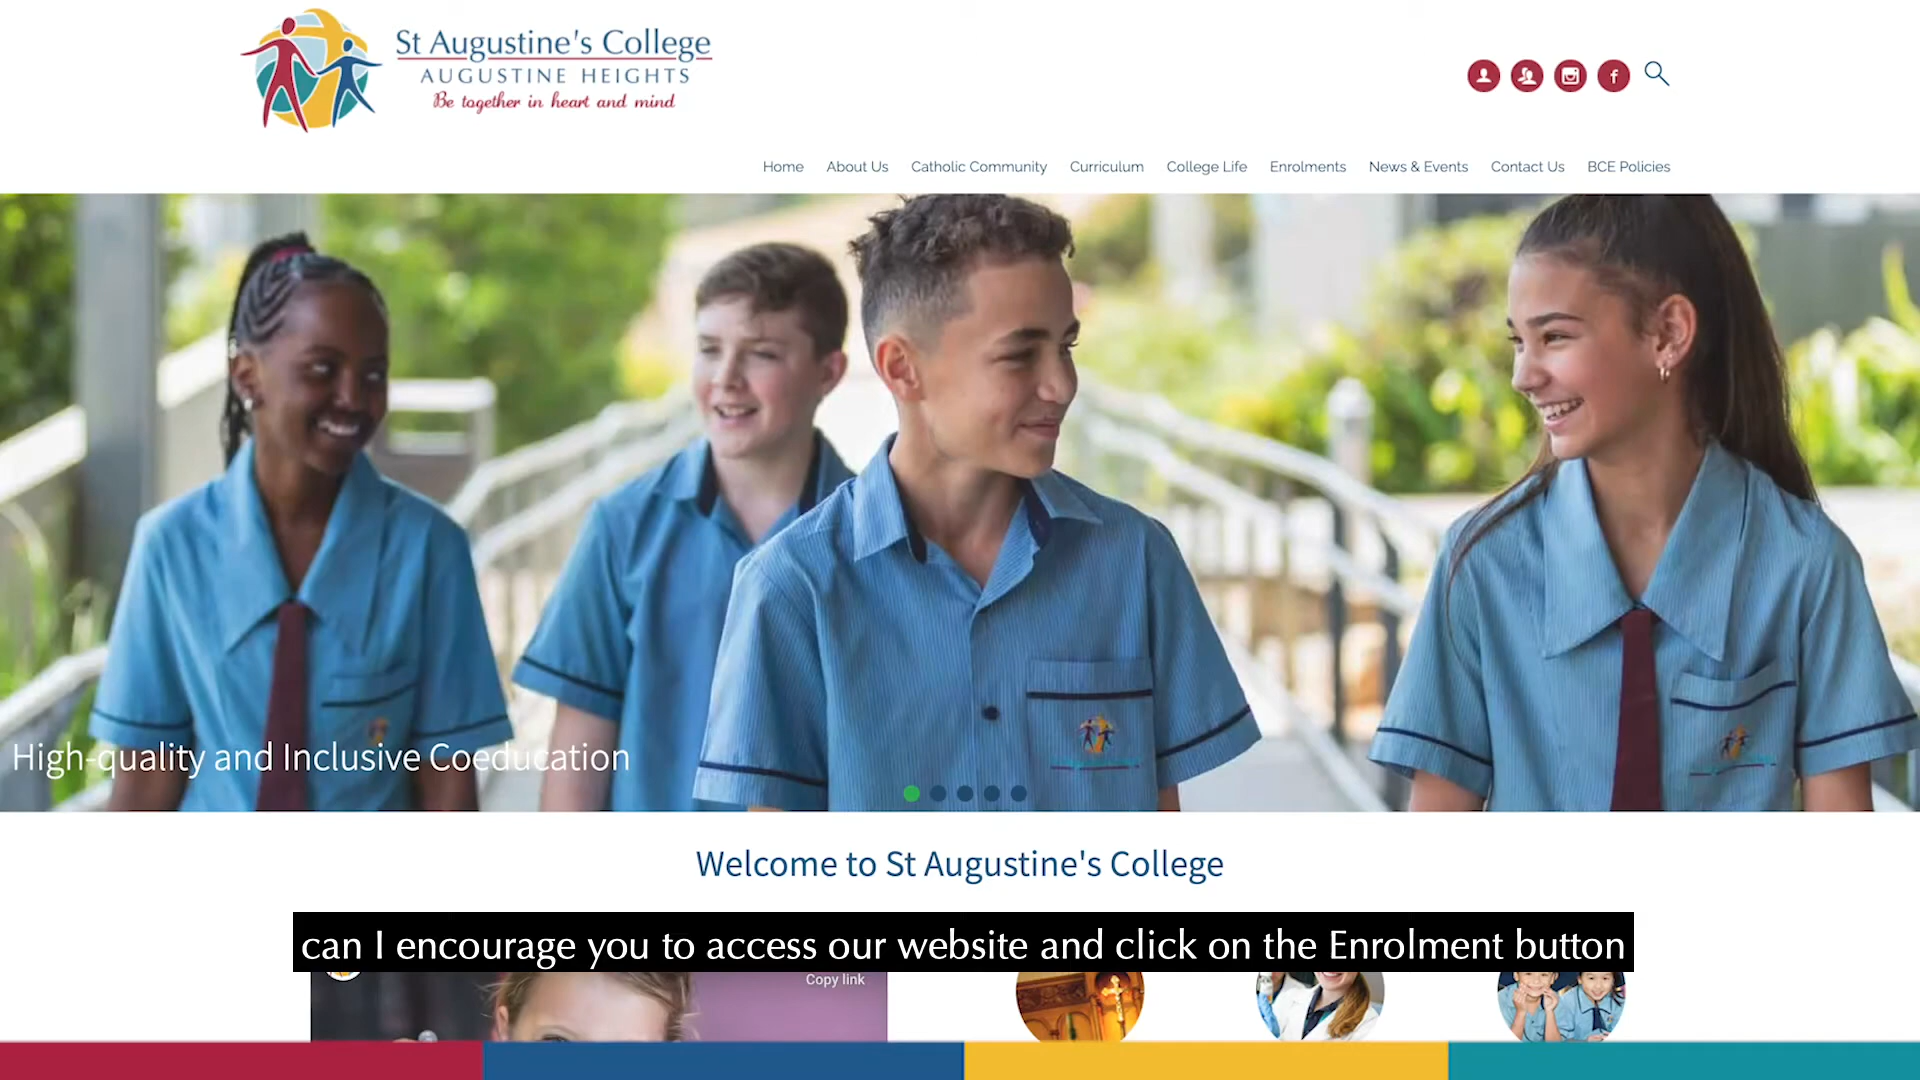 St Augustine's College
AUGUSTINE HEIGHTS
Be together in heart and mind
f
Home About Us Catholic Community Curriculum College Life Enrolments News & Events Contact Us BCE Policies
High-quality and Inclusive Coeducation
Welcome to St Augustine's College
can I encourage you to access our website and click on the Enrolment button
Copy link